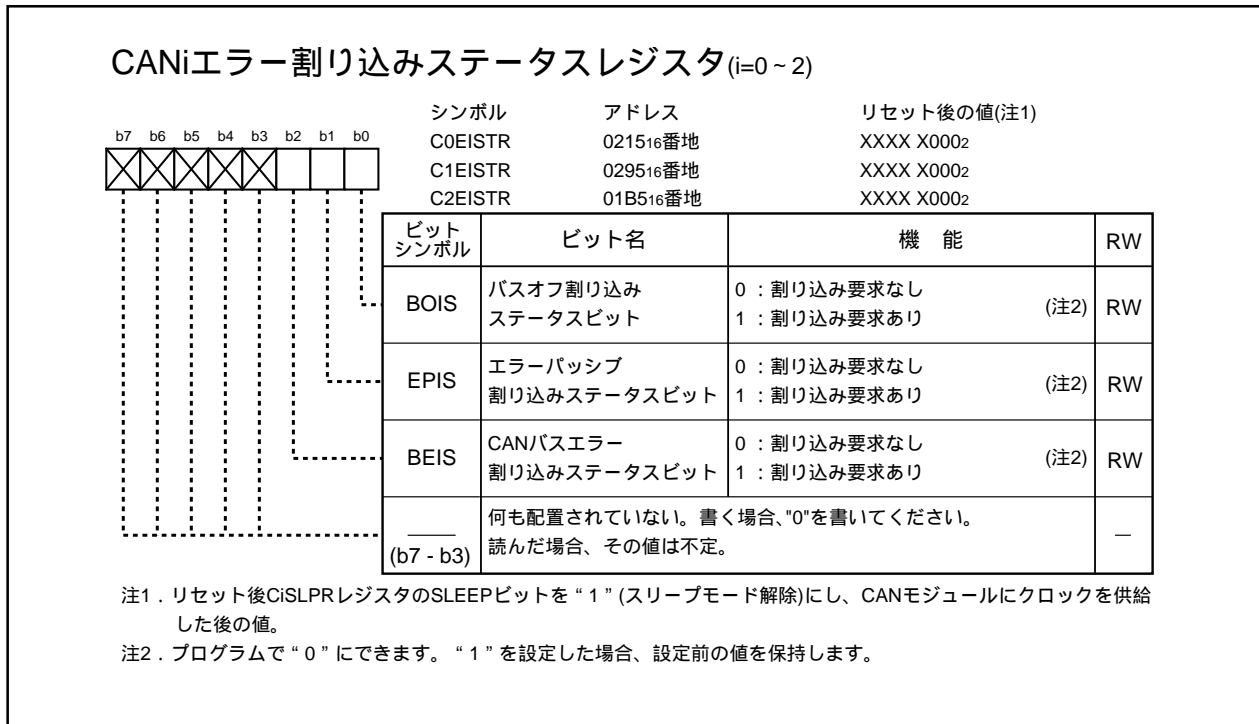 CANiエラー割り込みステータスレジスタ(i=0 ~ 2)
シンボル アドレス リセット後の値(注1)
C0EISTR 021516番地 XXXX X0002
C1EISTR 029516番地 XXXX X0002
C2EISTR 01B516番地 XXXX X0002
b7 b6 b5 b4 b3 b2 b1 b0
ビット
シンボル
ビット名
機 能
RW
BOIS
バスオフ割り込み
ステータスビット
0 : 割り込み要求なし
1 : 割り込み要求あり
(注2)
RW
EPIS
エラーパッシブ
割り込みステータスビット
0 : 割り込み要求なし
1 : 割り込み要求あり
(注2)
RW
BEIS
CANバスエラー
割り込みステータスビット
0 : 割り込み要求なし
1 : 割り込み要求あり
(注2)
RW
(b7 - b3)
何も配置されていない。書く場合、"0"を書いてください。
読んだ場合、その値は不定。
—
注1．リセット後CiSLPRレジスタのSLEEPビットを“1”(スリープモード解除)にし、CANモジュールにクロックを供給
した後の値。
注2．プログラムで“0”にできます。“1”を設定した場合、設定前の値を保持します。